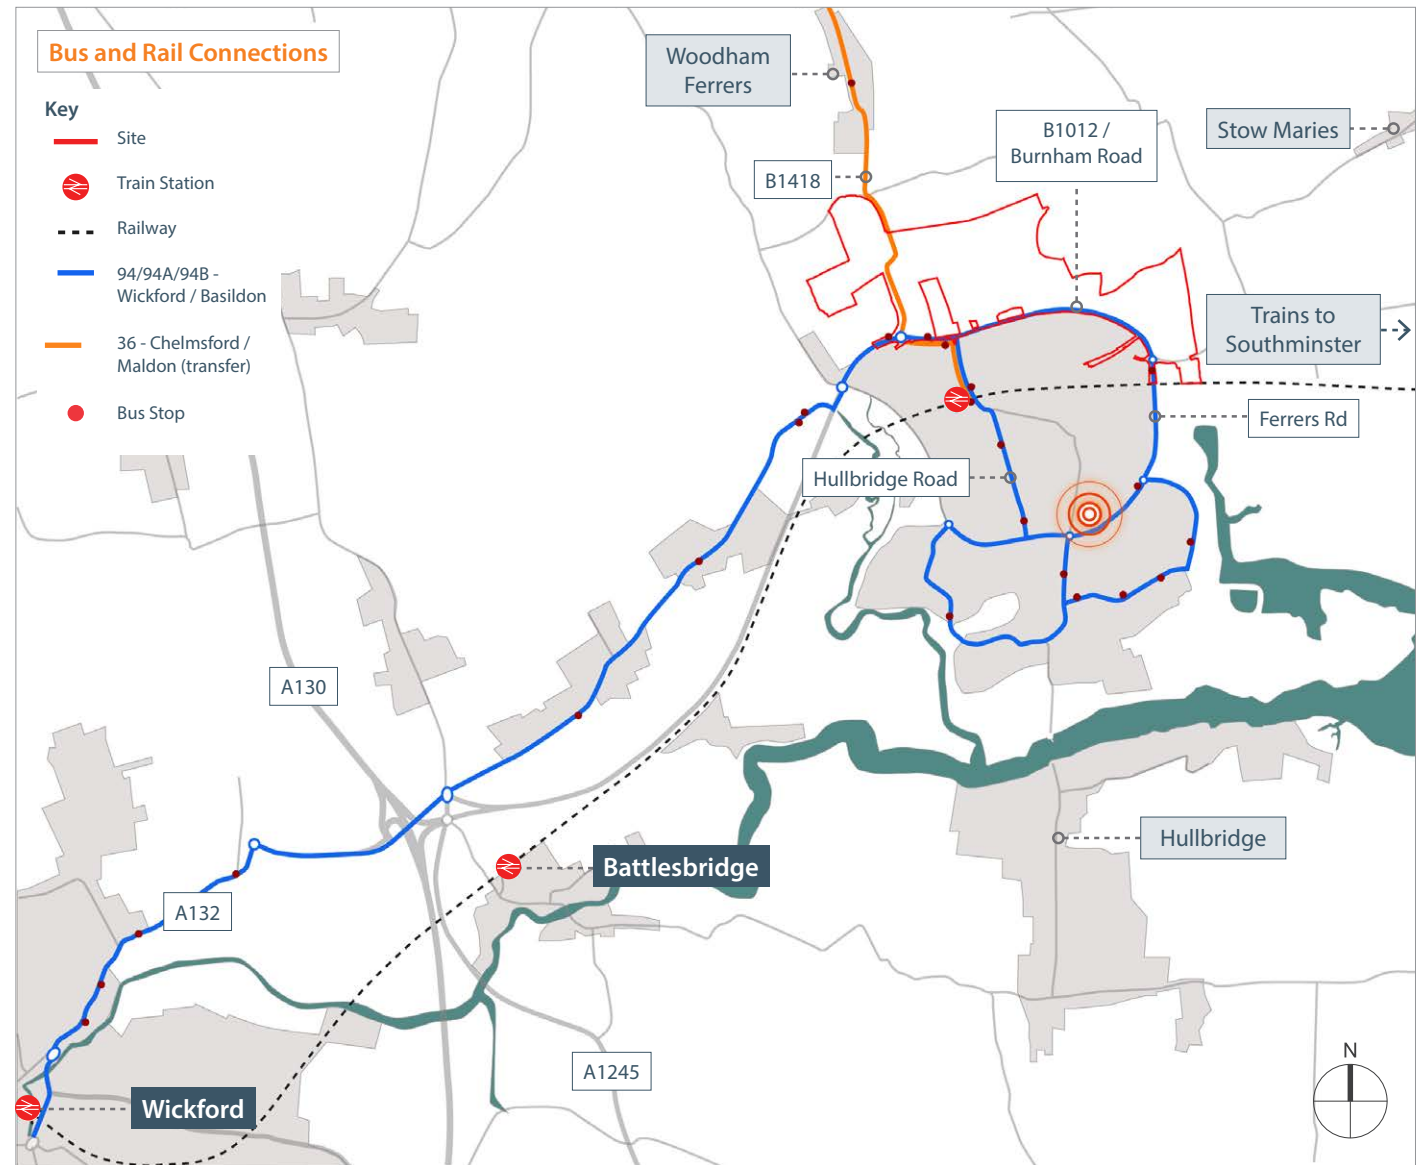 Bus and Rail Connections
Key
Site
Train Station
Railway
94/94A/94B -
Wickford / Basildon
36 - Chelmsford /
Maldon (transfer)
Bus Stop
Woodham
Ferrers
B1012 /
Burnham Road
Stow Maries
B1418
Trains to
Southminster
Ferrers Rd
Hullbridge Road
A130
Hullbridge
Battlesbridge
A132
A1245
N
Wickford